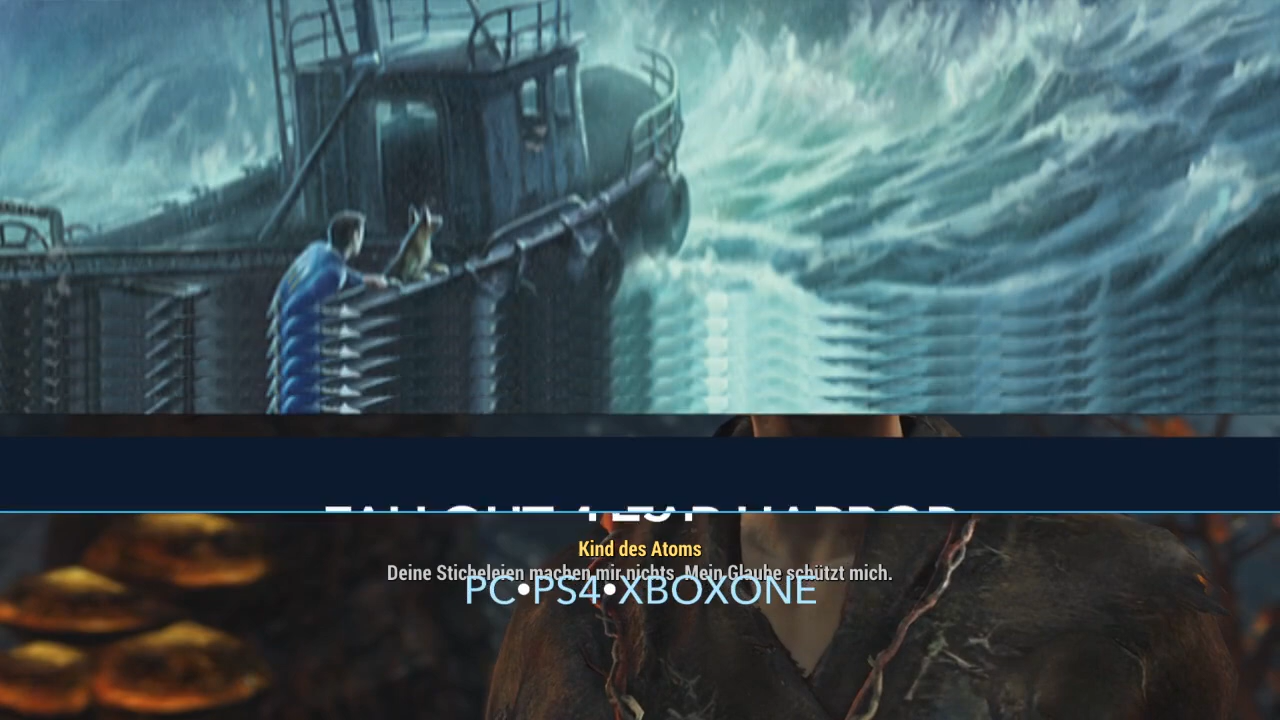 Kind des Atoms
Deine Sticheleien machen mir nichts. Mein Glaube schützt mich.
PC•PS4•XBOXONE